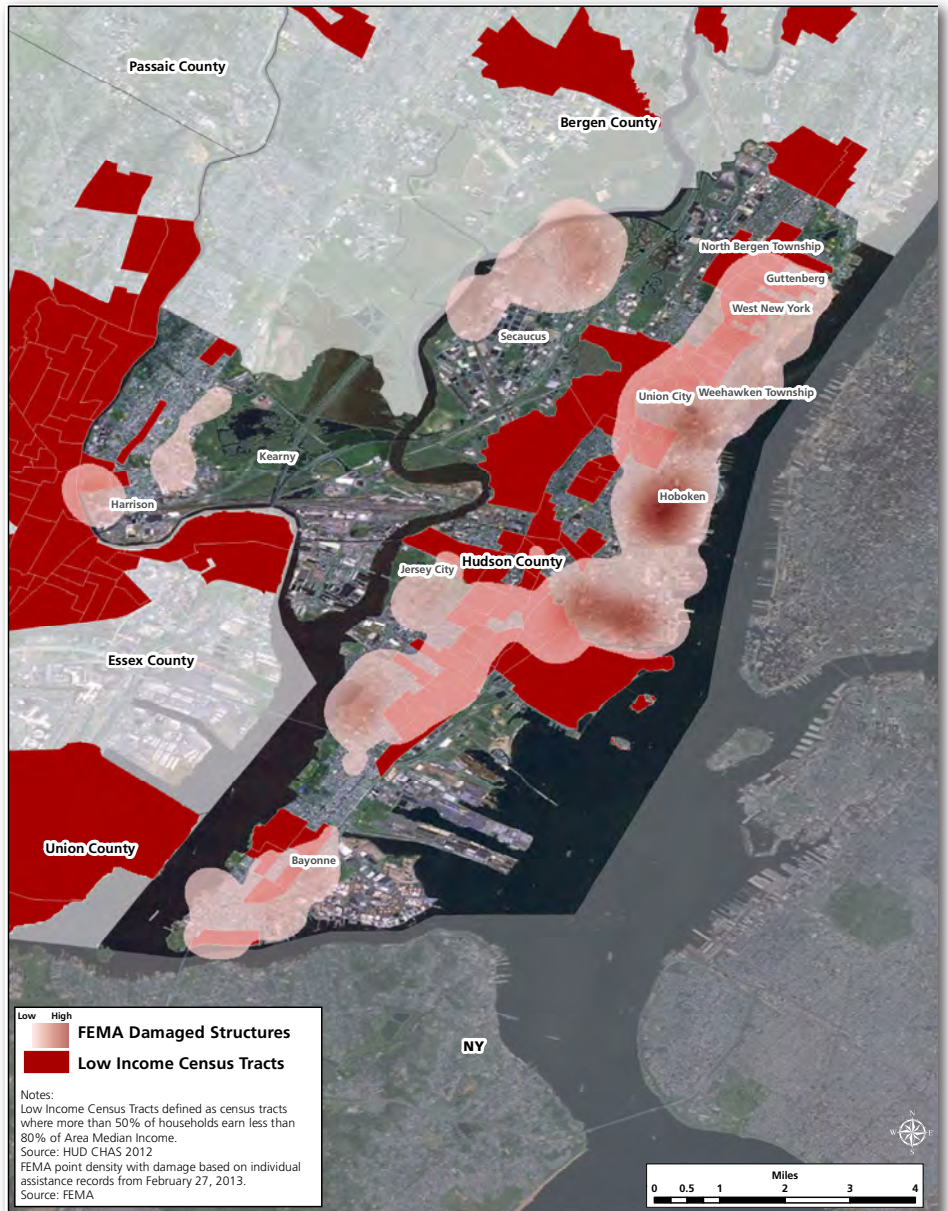 Passaic County
Bergen County
North Bergen Township
Guttenberg
West New York
Secaucus
Union City
Weehawken Township
Kearny
Hoboken
Harrison
Hudson County
Jersey City
Essex County
Union County
Bayonne
NY
Low High
FEMA Damaged Structures
Low Income Census Tracts
Notes:
Low Income Census Tracts defined as census tracts
where more than 50% of households earn less than
80% of Area Median Income.
Source: HUD CHAS 2012
FEMA point density with damage based on individual
assistance records from February 27, 2013.
Source: FEMA
N
W E
S
Miles
0 0.5 1 2 3 4